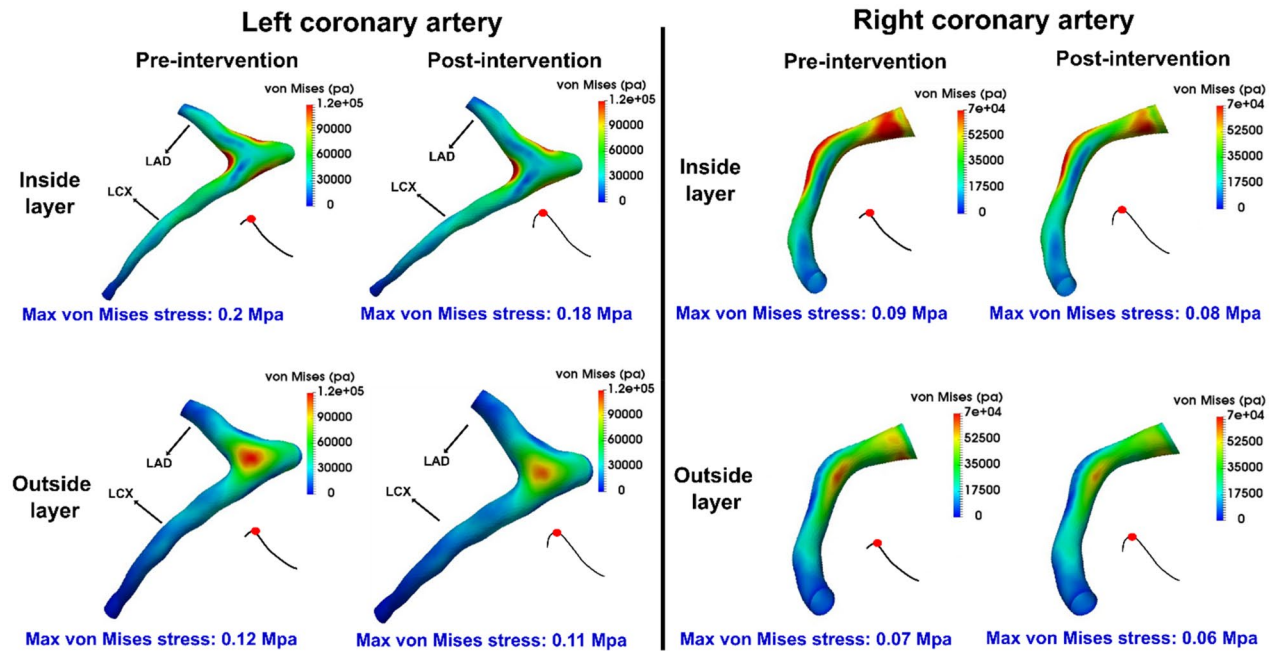 Left coronary artery
Right coronary artery
Pre-intervention
Post-intervention
Pre-intervention
Post-intervention
Inside
layer
von Mises (pa)
1.2e+05
90000
60000
30000
0
LAD
LCX
Max von Mises stress: 0.2 Mpa
von Mises (pa)
1.2e+05
90000
60000
30000
0
LAD
LCX
Max von Mises stress: 0.18 Mpa
Inside
layer
von Mises (pa)
7e+04
52500
35000
17500
0
Max von Mises stress: 0.09 Mpa
von Mises (pa)
7e+04
52500
35000
17500
0
Max von Mises stress: 0.08 Mpa
Outside
layer
von Mises (pa)
1.2e+05
90000
60000
30000
0
LAD
LCX
Max von Mises stress: 0.12 Mpa
von Mises (pa)
1.2e+05
90000
60000
30000
0
LAD
LCX
Max von Mises stress: 0.11 Mpa
Outside
layer
von Mises (pa)
7e+04
52500
35000
17500
0
Max von Mises stress: 0.07 Mpa
von Mises (pa)
7e+04
52500
35000
17500
0
Max von Mises stress: 0.06 Mpa